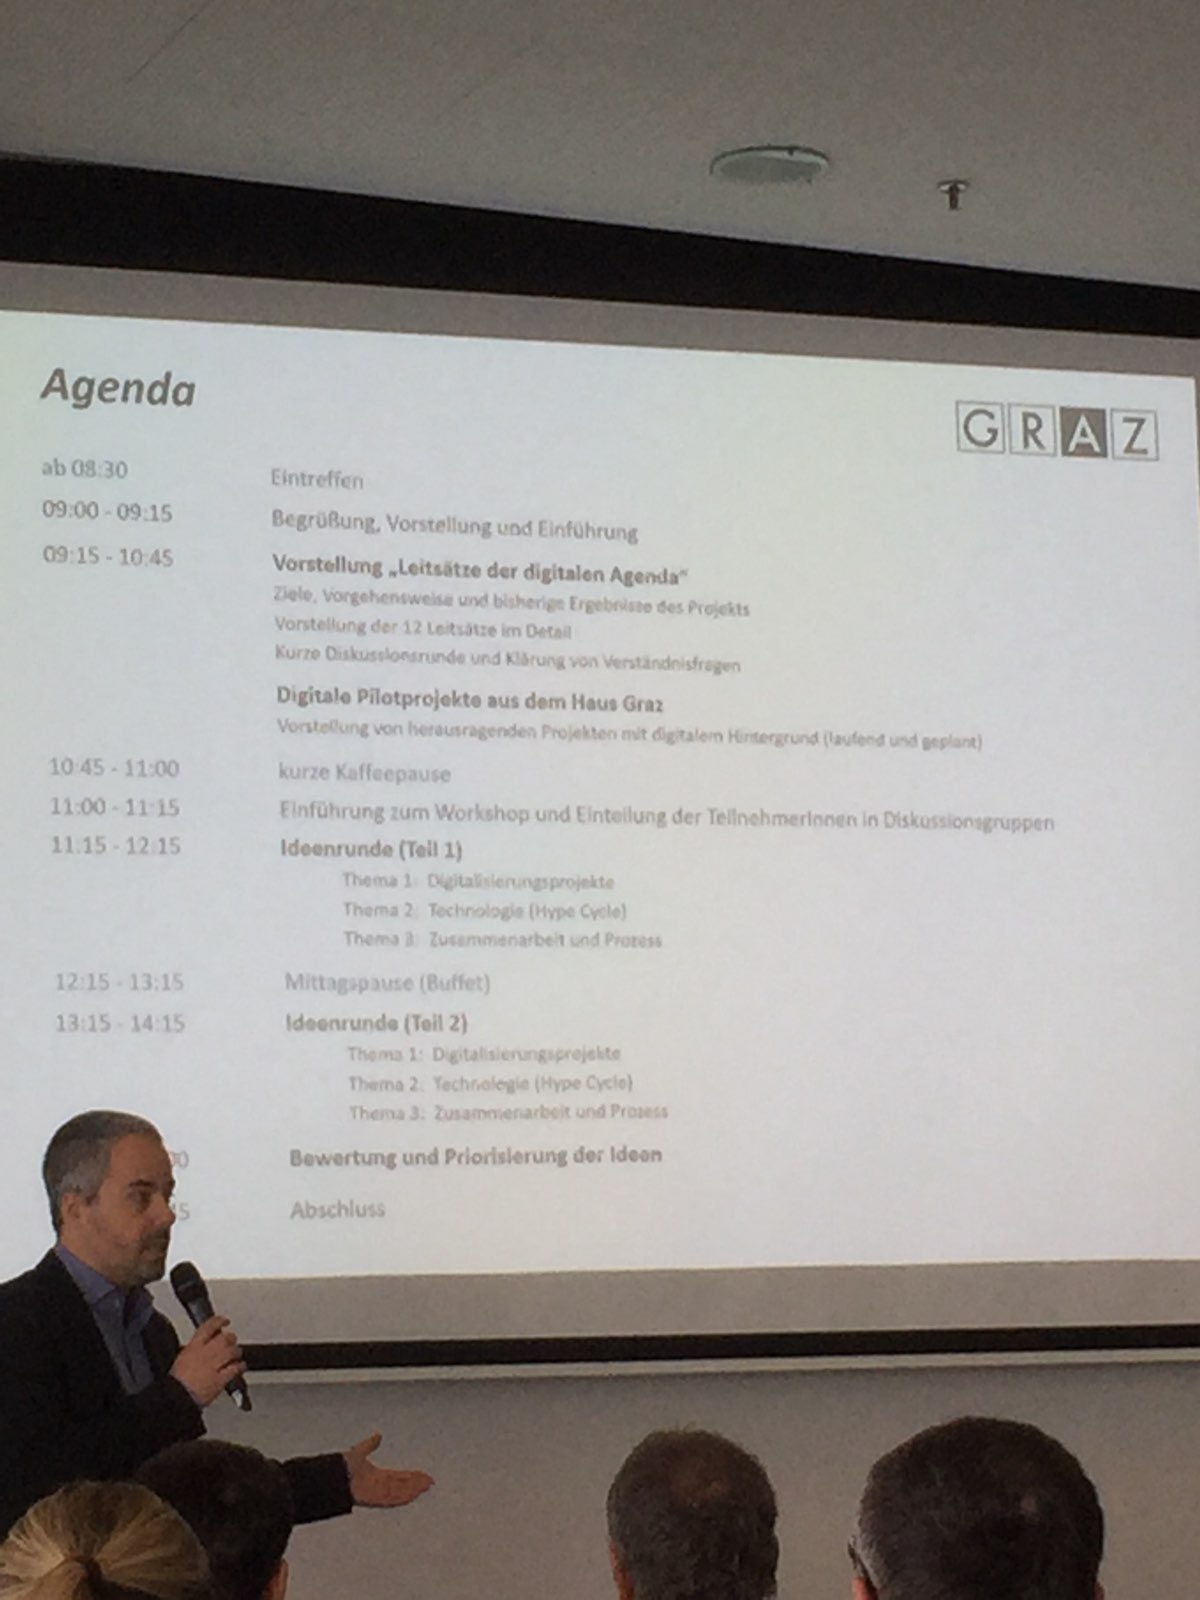 Agenda
GRAZ
ab 08:30 Eintreffen
09:00 - 09:15 Begrüßung, Vorstellung und Einführung
09:15 - 10:45 Vorstellung „Leitsätze der digitalen Agenda“
Ziele, Vorgehensweise und bisherige Ergebnisse des Projekts
Vorstellung der 12 Leitsätze im Detail
Kurze Diskussionsrunde und Klärung von Verständnisfragen
Digitale Pilotprojekte aus dem Haus Graz
Vorstellung von herausragenden Projekten mit digitalem Hintergrund (laufend und geplant)
10:45 - 11:00 kurze Kaffeepause
11:00 - 11:15 Einführung zum Workshop und Einteilung der TeilnehmerInnen in Diskussionsgruppen
11:15 - 12:15 Ideenrunde (Teil 1)
Thema 1: Digitalisierungsprojekte
Thema 2: Technologie (Hype Cycle)
Thema 3: Zusammenarbeit und Prozess
12:15 - 13:15 Mittagspause (Buffet)
13:15 - 14:15 Ideenrunde (Teil 2)
Thema 1: Digitalisierungsprojekte
Thema 2: Technologie (Hype Cycle)
Thema 3: Zusammenarbeit und Prozess
Bewertung und Priorisierung der Ideen
Abschluss